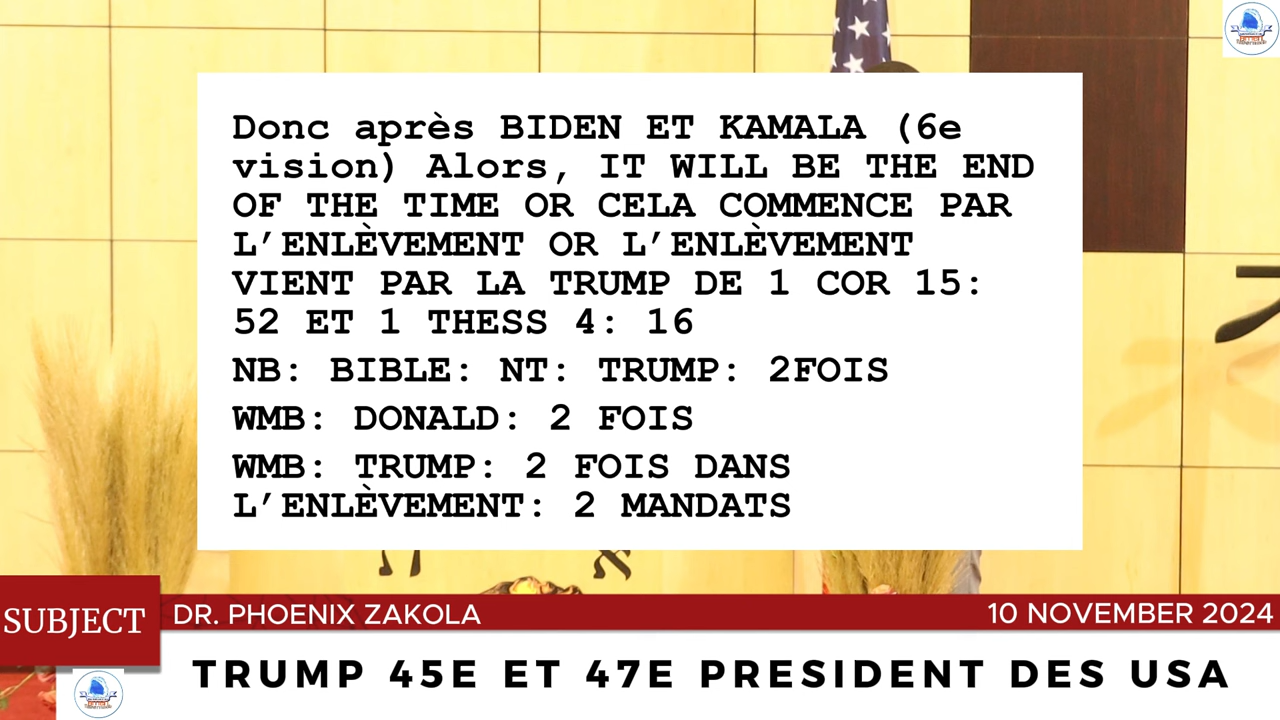 Donc après BIDEN ET KAMALA (6e
vision) Alors, IT WILL BE THE END
OF THE TIME OR CELA COMMENCE PAR
L’ENLÈVEMENT OR L’ENLÈVEMENT
VIENT PAR LA TRUMP DE 1 COR 15:
52 ET 1 THESS 4: 16
NB: BIBLE: NT: TRUMP: 2FOIS
WMB: DONALD: 2 FOIS
WMB: TRUMP: 2 FOIS DANS
L’ENLÈVEMENT: 2 MANDATS
SUBJECT
DR. PHOENIX ZAKOLA
10 NOVEMBER 2024
TRUMP 45E ET 47E PRESIDENT DES USA